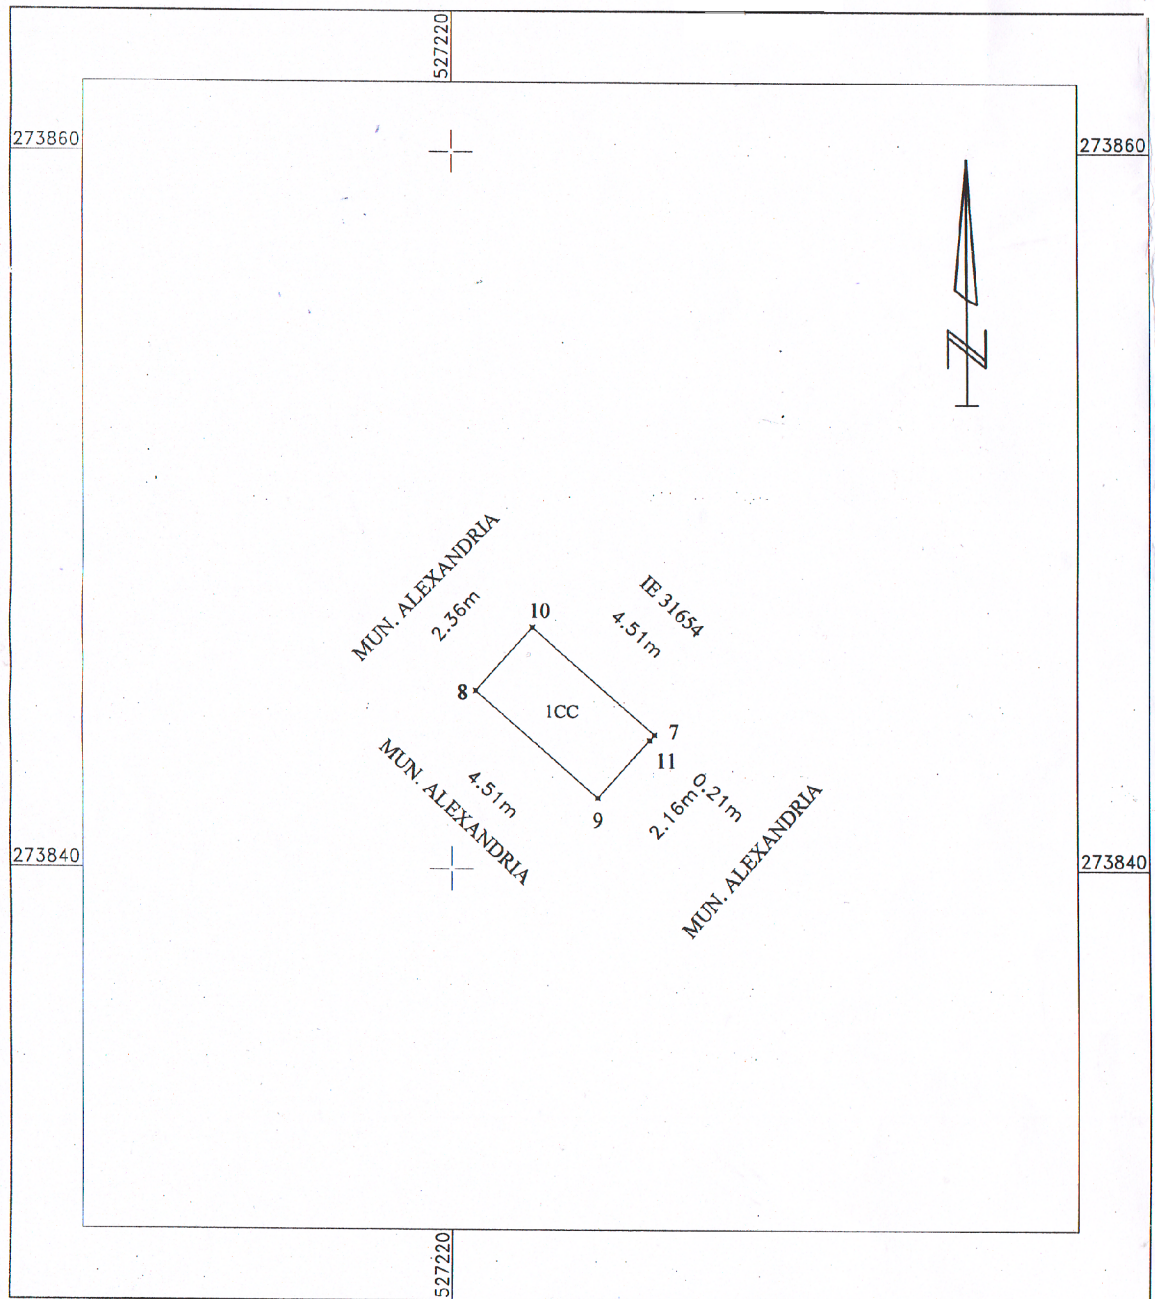 527220
273860
273860
N
MUN. ALEXANDRIA
2.36m
10
IE 31654
4.51m
8
1CC
7
11
MUN. ALEXANDRIA
4.51m
9
0.21m
2.16m
MUN. ALEXANDRIA
273840
273840
527220